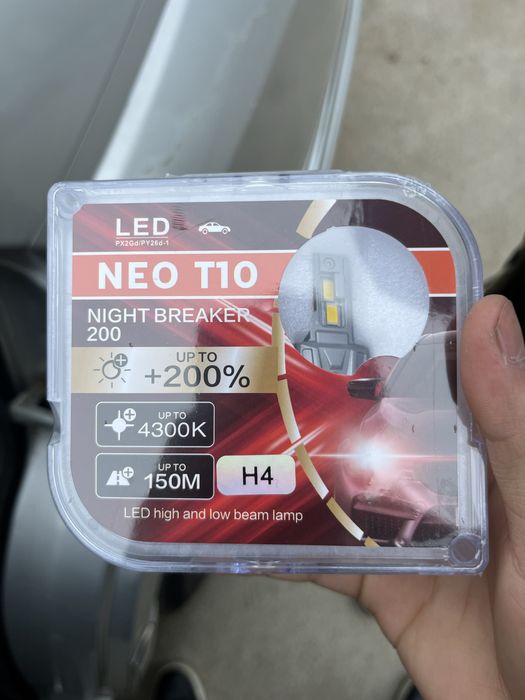 LED
PX2Gd/PY26d-1
NEO T10
NIGHT BREAKER
200
UP TO
+200%
UP TO
4300K
UP TO
150M
H4
LED high and low beam lamp